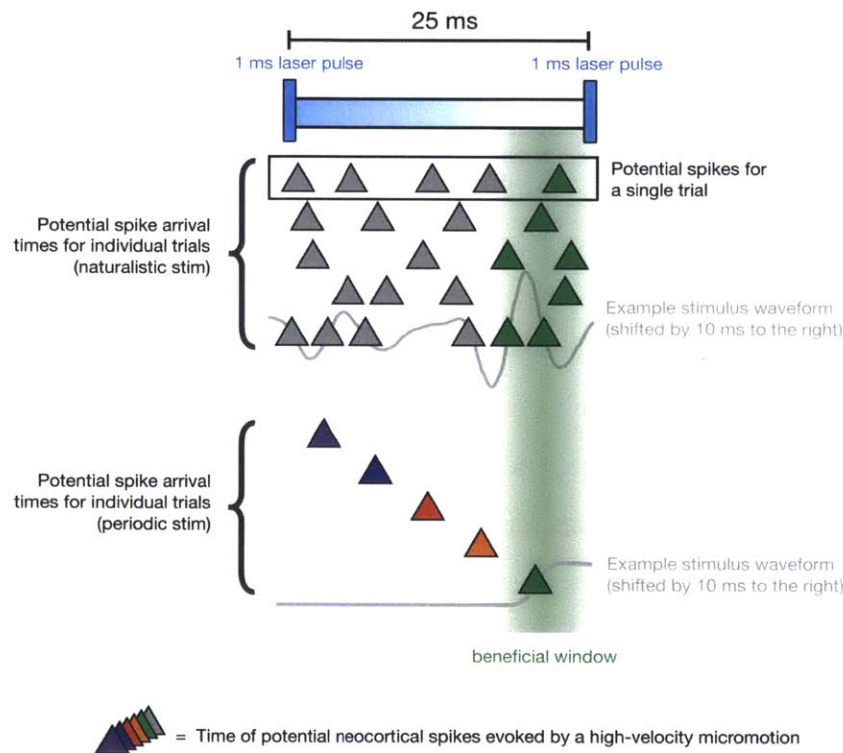 25 ms
1 ms laser pulse
1 ms laser pulse
Potential spikes for
a single trial
Potential spike arrival
times for individual trials
(naturalistic stim)
Example stimulus waveform
(shifted by 10 ms to the right)
Potential spike arrival
times for individual trials
(periodic stim)
Example stimulus waveform
(shifted by 10 ms to the right)
beneficial window
= Time of potential neocortical spikes evoked by a high-velocity micromotion